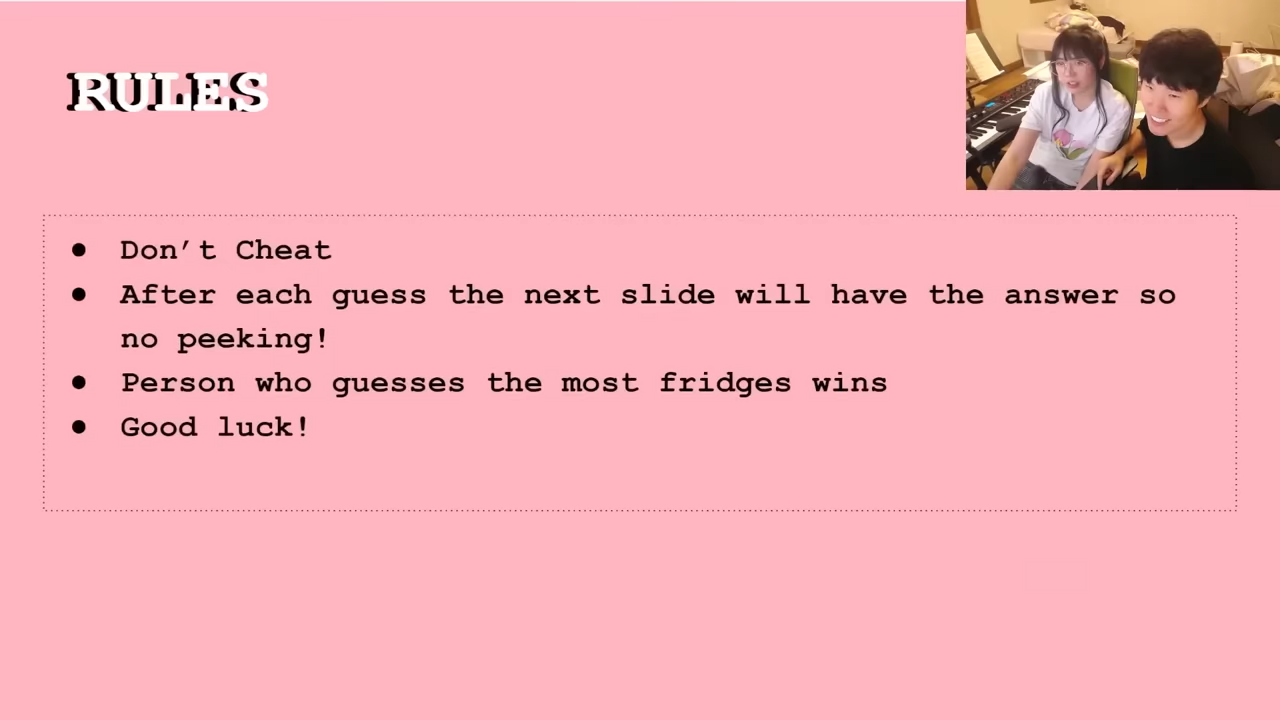 RULES
● Don’t Cheat
● After each guess the next slide will have the answer so
no peeking!
● Person who guesses the most fridges wins
● Good luck!